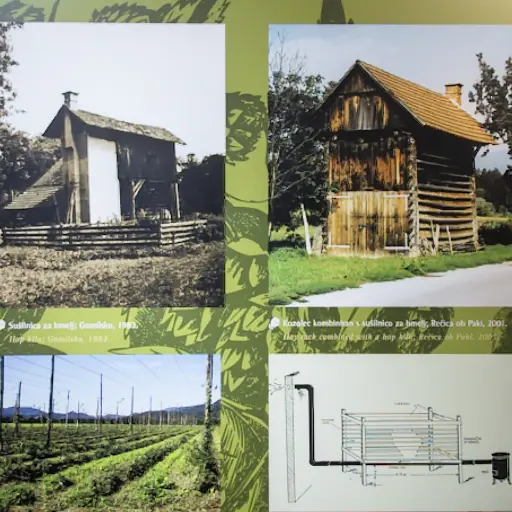 Sušilnica za hmelj; Gomilsko, 1983.
Hop kiln; Gomilsko, 1983.
Kozolec kombiniran s sušilnico za hmelj; Rečica ob Paki, 2001.
Hayrack combined with a hop kiln; Rečica ob Paki, 2001.